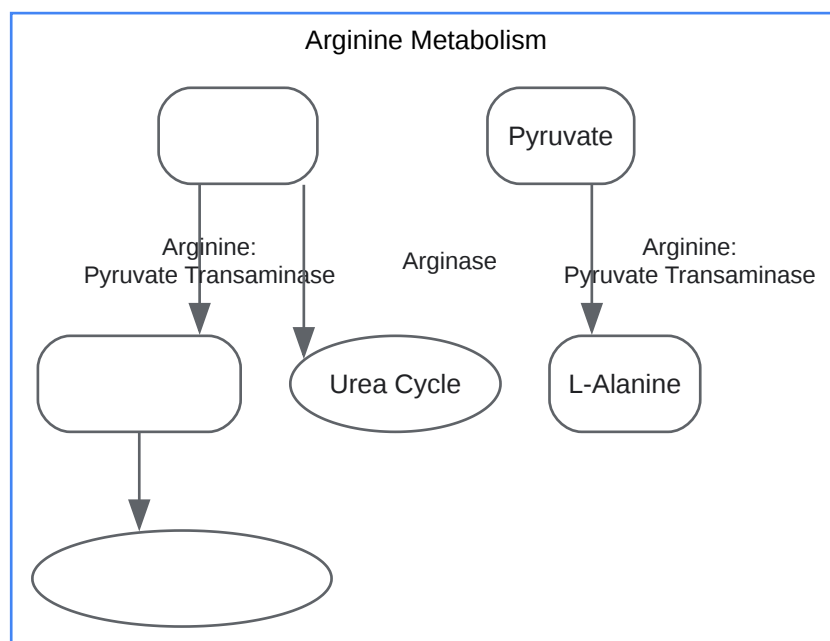 Arginine Metabolism
Pyruvate
Arginine:
Pyruvate Transaminase
Arginase
Arginine:
Pyruvate Transaminase
Urea Cycle
L-Alanine